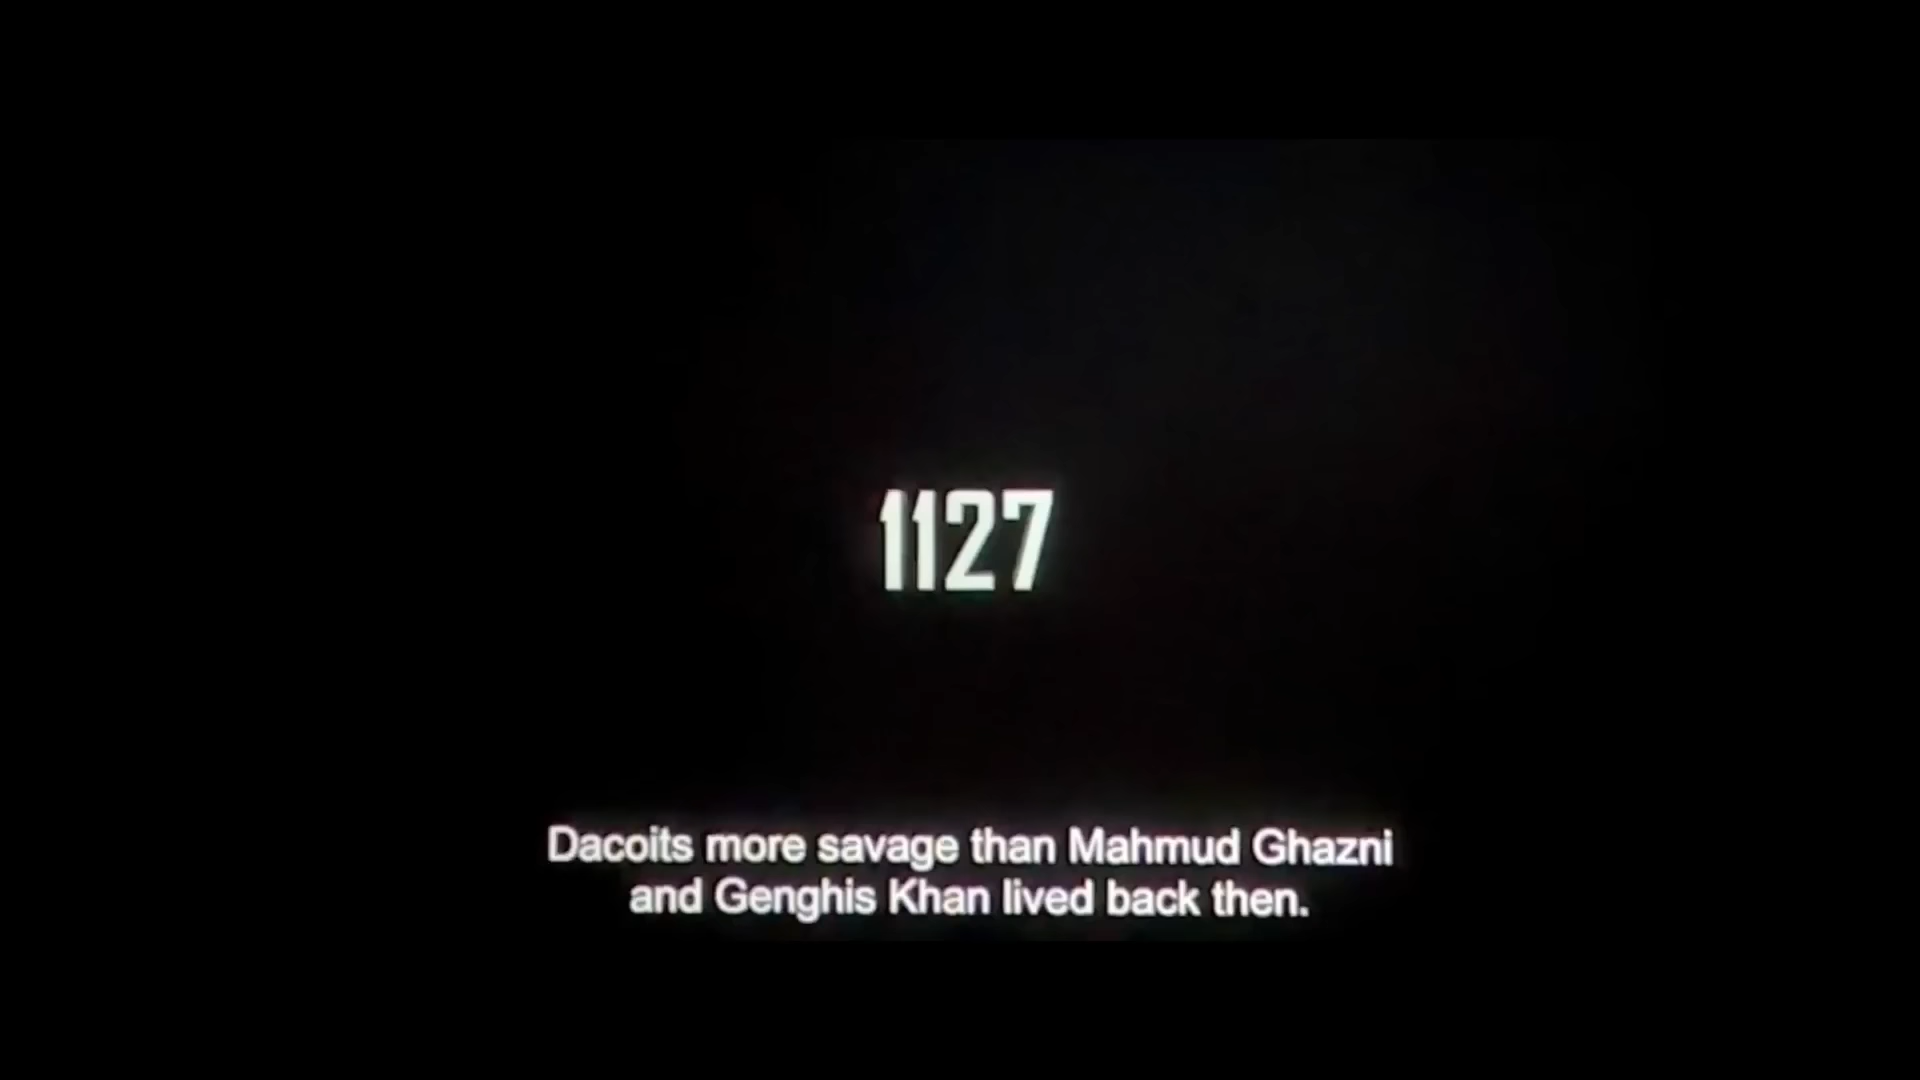 1127
Dacoits more savage than Mahmud Ghazni
and Genghis Khan lived back then.